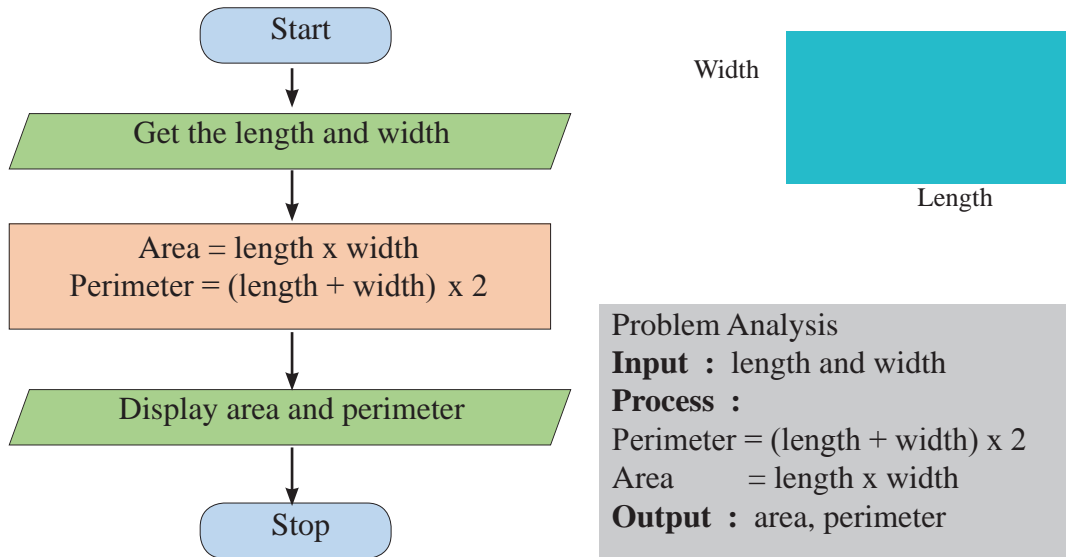 Start
Get the length and width
Area = length x width
Perimeter = (length + width) x 2
Display area and perimeter
Stop
Width
Length
Problem Analysis
Input : length and width
Process :
Perimeter = (length + width) x 2
Area = length x width
Output : area, perimeter